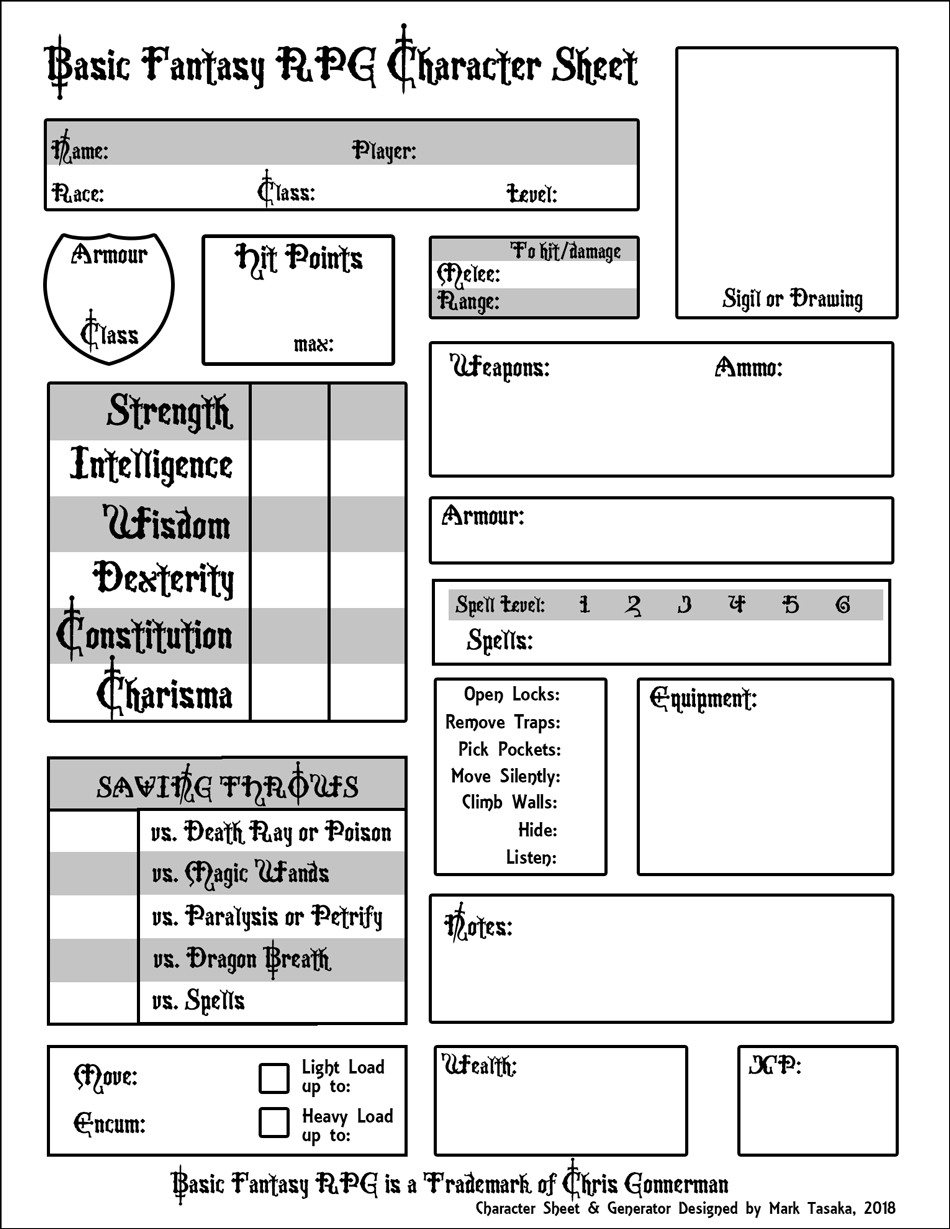 Basic Fantasy RPG Character Sheet
Name: Player:
Race: Class: Level:
Sigil or Drawing
Armour
Class
Hit Points
max:
To hit/damage
Melee:
Range:
Weapons: Ammo:
Strength
Intelligence
Wisdom
Dexterity
Constitution
Charisma
Armour:
Spell Level: 1 2 3 4 5 6
Spells:
Open Locks:
Remove Traps:
Pick Pockets:
Move Silently:
Climb Walls:
Hide:
Listen:
Equipment:
SAVING THROWS
vs. Death Ray or Poison
vs. Magic Wands
vs. Paralysis or Petrify
vs. Dragon Breath
vs. Spells
Notes:
Move:
Encum:
Light Load
up to:
Heavy Load
up to:
Wealth:
XP:
Basic Fantasy RPG is a Trademark of Chris Gonnerman
Character Sheet & Generator Designed by Mark Tasaka, 2018